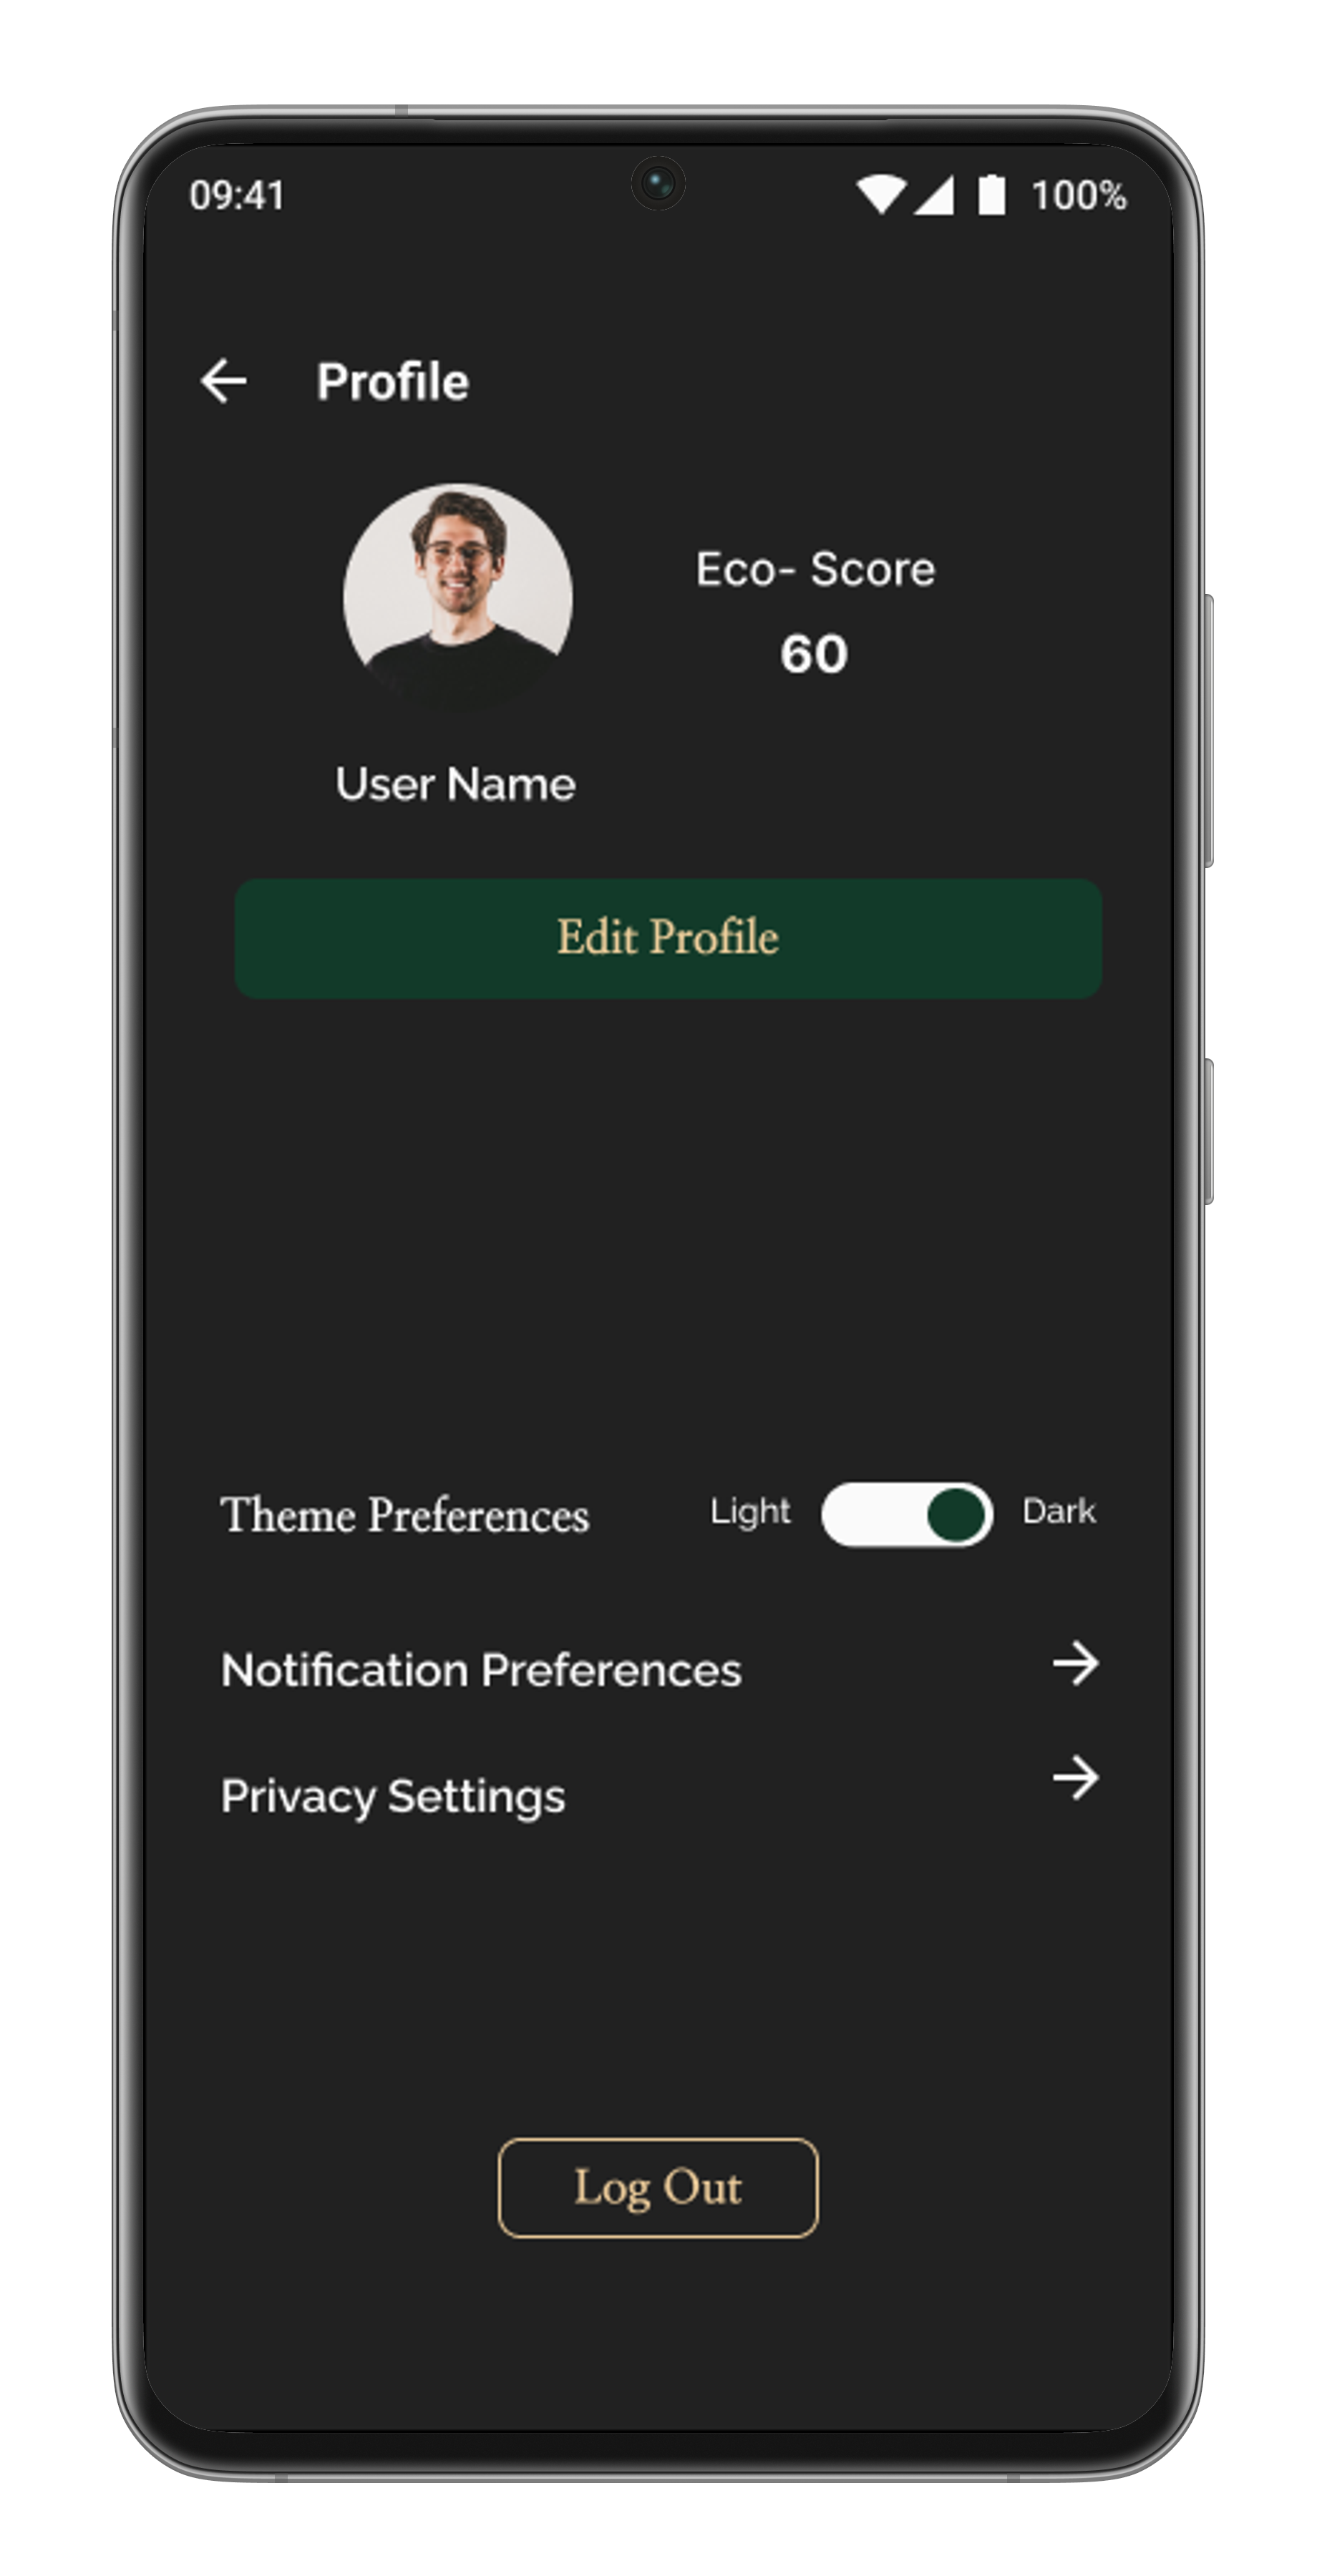 09:41 100%
Profile
Eco- Score
60
User Name
Edit Profile
Theme Preferences Light Dark
Notification Preferences
Privacy Settings
Log Out